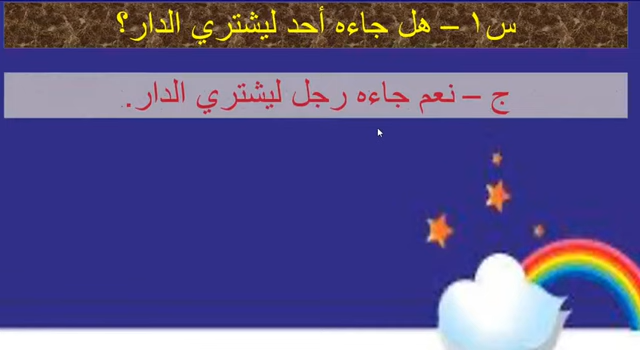 س١ – هل جاءه أحد ليشتري الدار؟
ج – نعم جاءه رجل ليشتري الدار.